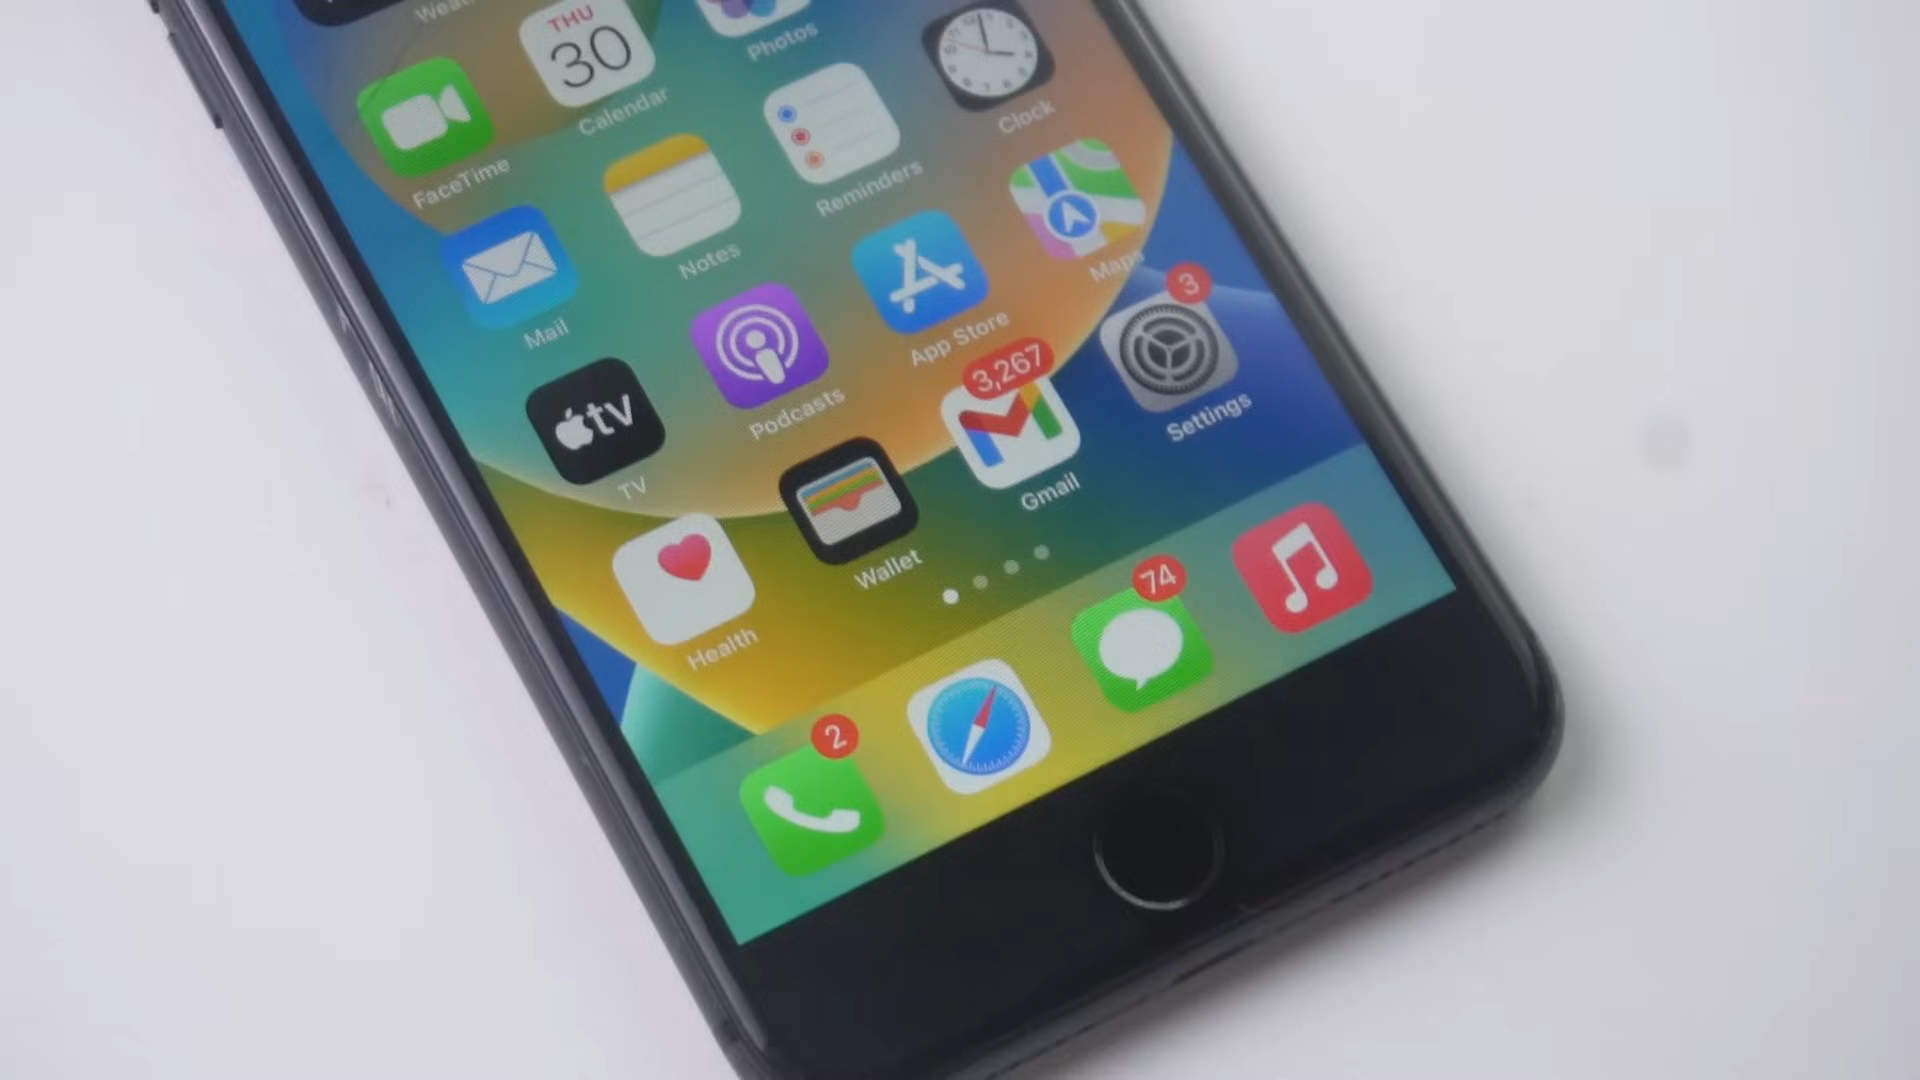 THU
30
Calendar
Photos
Clock
FaceTime
Notes
Reminders
Maps
Mail
Podcasts
App Store
3
Settings
tv
TV
Wallet
3,267
Gmail
Health
2
74